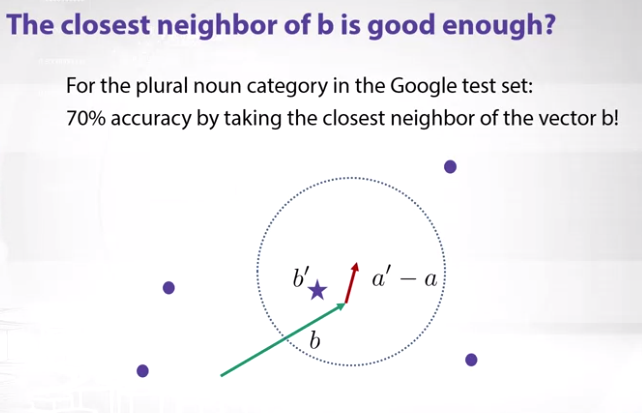 The closest neighbor of b is good enough?
For the plural noun category in the Google test set:
70% accuracy by taking the closest neighbor of the vector b!
b′
a′ − a
b